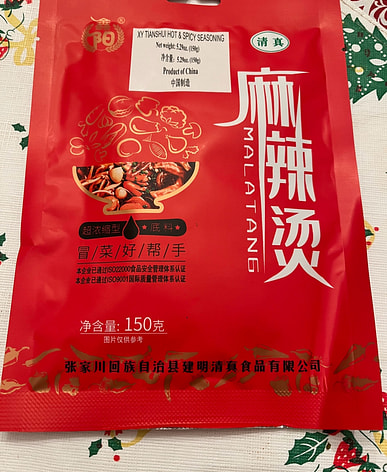 XY TIANSHUI HOT & SPICY SEASONING
Net weight: 5.29oz. (150g)
净含量：5.29oz. (150g)
Product of China
中国制造
清真
麻辣烫
MALATANG
超浓缩型 底料
冒/菜/好/帮/手
本企业已通过ISO22000食品安全管理体系认证
本企业已通过ISO9001国际质量管理体系认证
净含量: 150克
图片仅供参考
张家川回族自治县建明清真食品有限公司